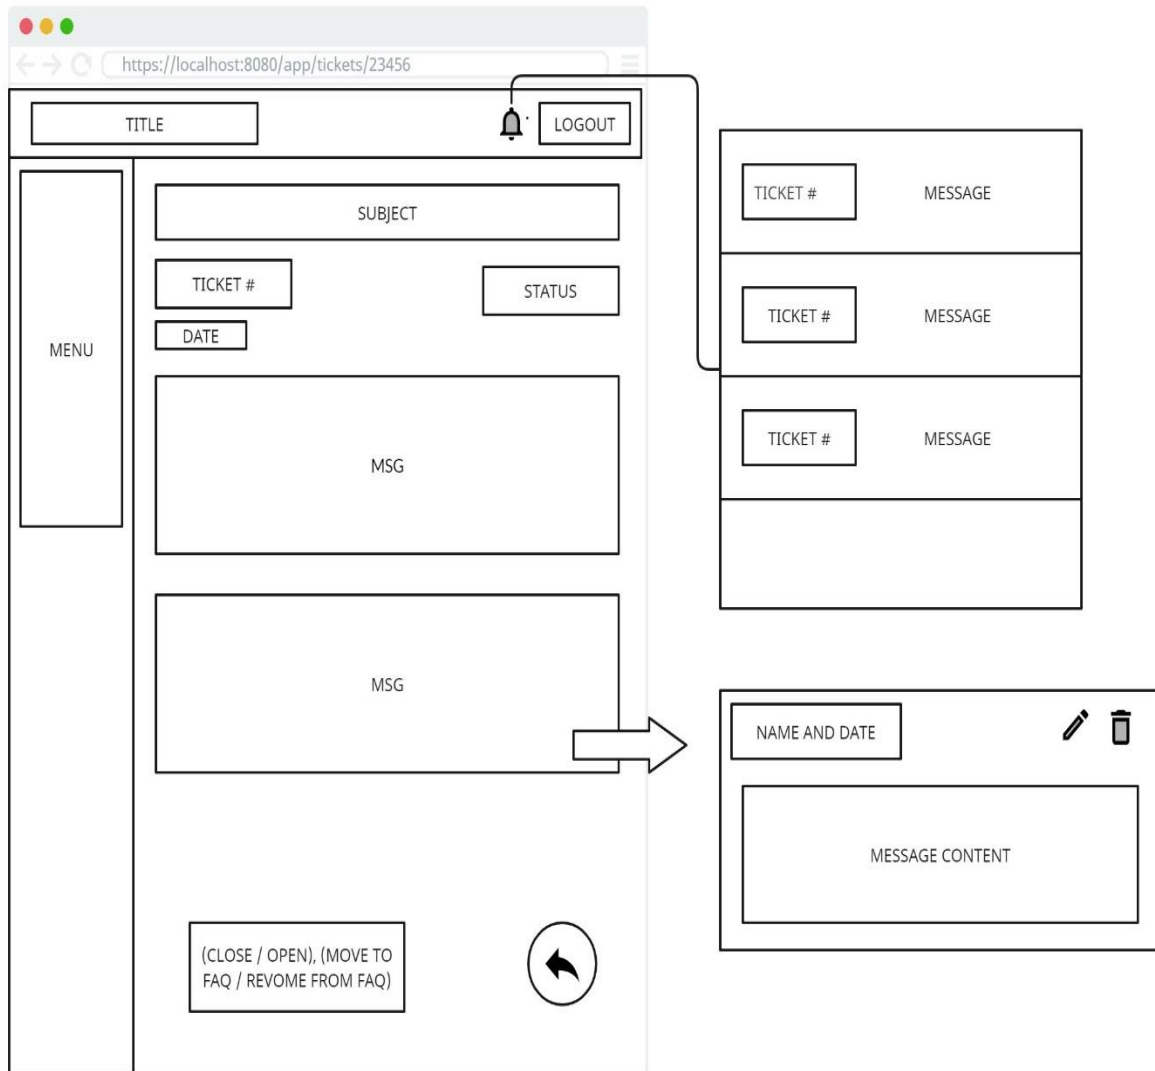 https://localhost:8080/app/tickets/23456
TITLE
LOGOUT
MENU
SUBJECT
TICKET #
STATUS
DATE
MSG
MSG
(CLOSE / OPEN), (MOVE TO
FAQ / REVOME FROM FAQ)
TICKET #
MESSAGE
TICKET #
MESSAGE
TICKET #
MESSAGE
NAME AND DATE
MESSAGE CONTENT